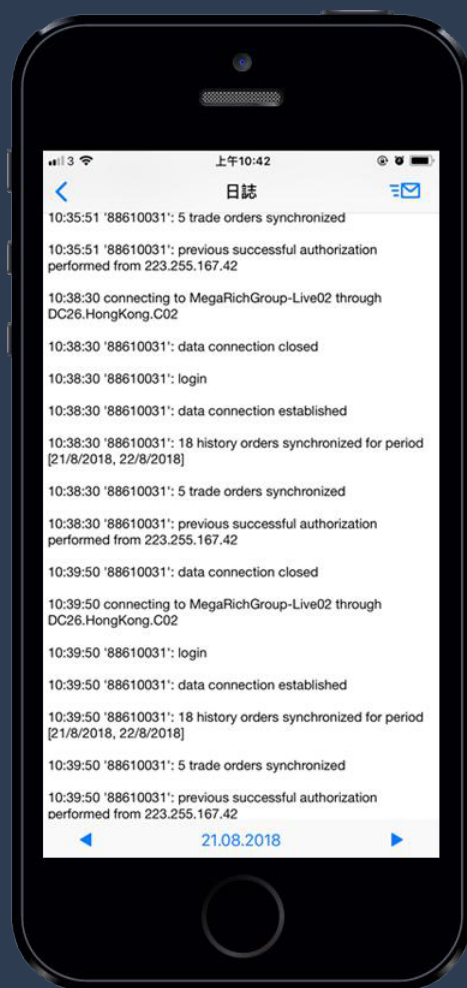 3
上午10:42
日誌
10:35:51 '88610031': 5 trade orders synchronized
10:35:51 '88610031': previous successful authorization
performed from 223.255.167.42
10:38:30 connecting to MegaRichGroup-Live02 through
DC26.HongKong.C02
10:38:30 '88610031': data connection closed
10:38:30 '88610031': login
10:38:30 '88610031': data connection established
10:38:30 '88610031': 18 history orders synchronized for period
[21/8/2018, 22/8/2018]
10:38:30 '88610031': 5 trade orders synchronized
10:38:30 '88610031': previous successful authorization
performed from 223.255.167.42
10:39:50 '88610031': data connection closed
10:39:50 connecting to MegaRichGroup-Live02 through
DC26.HongKong.C02
10:39:50 '88610031': login
10:39:50 '88610031': data connection established
10:39:50 '88610031': 18 history orders synchronized for period
[21/8/2018, 22/8/2018]
10:39:50 '88610031': 5 trade orders synchronized
10:39:50 '88610031': previous successful authorization
performed from 223.255.167.42
21.08.2018